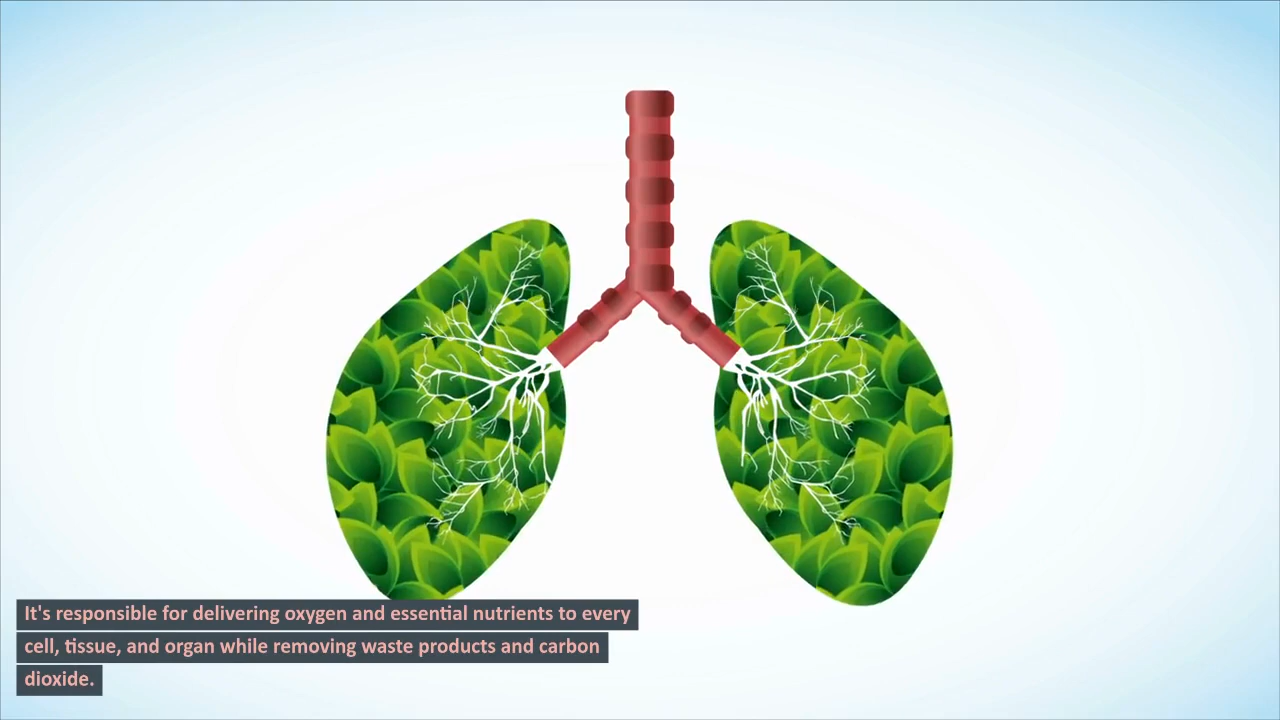 It's responsible for delivering oxygen and essential nutrients to every
cell, tissue, and organ while removing waste products and carbon
dioxide.